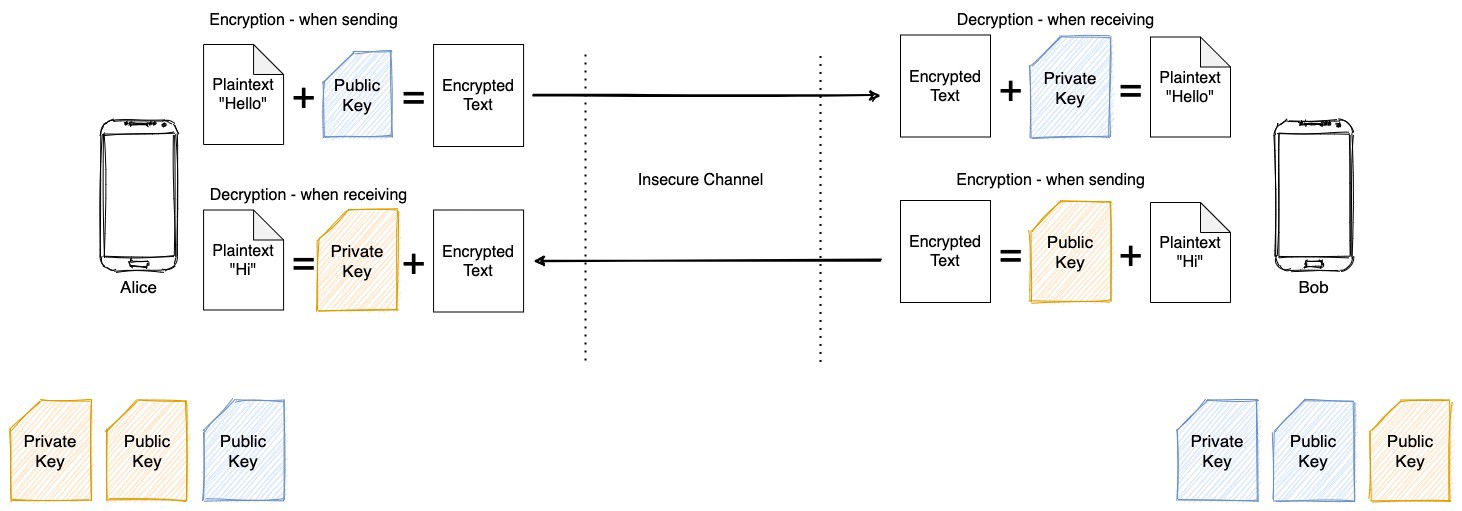 Encryption - when sending
Plaintext
"Hello"
+
Public
Key
=
Encrypted
Text
Decryption - when receiving
Encrypted
Text
+
Private
Key
=
Plaintext
"Hello"
Insecure Channel
Decryption - when receiving
Plaintext
"Hi"
=
Private
Key
+
Encrypted
Text
Encryption - when sending
Encrypted
Text
=
Public
Key
+
Plaintext
"Hi"
Alice
Bob
Private
Key
Public
Key
Public
Key
Private
Key
Public
Key
Public
Key